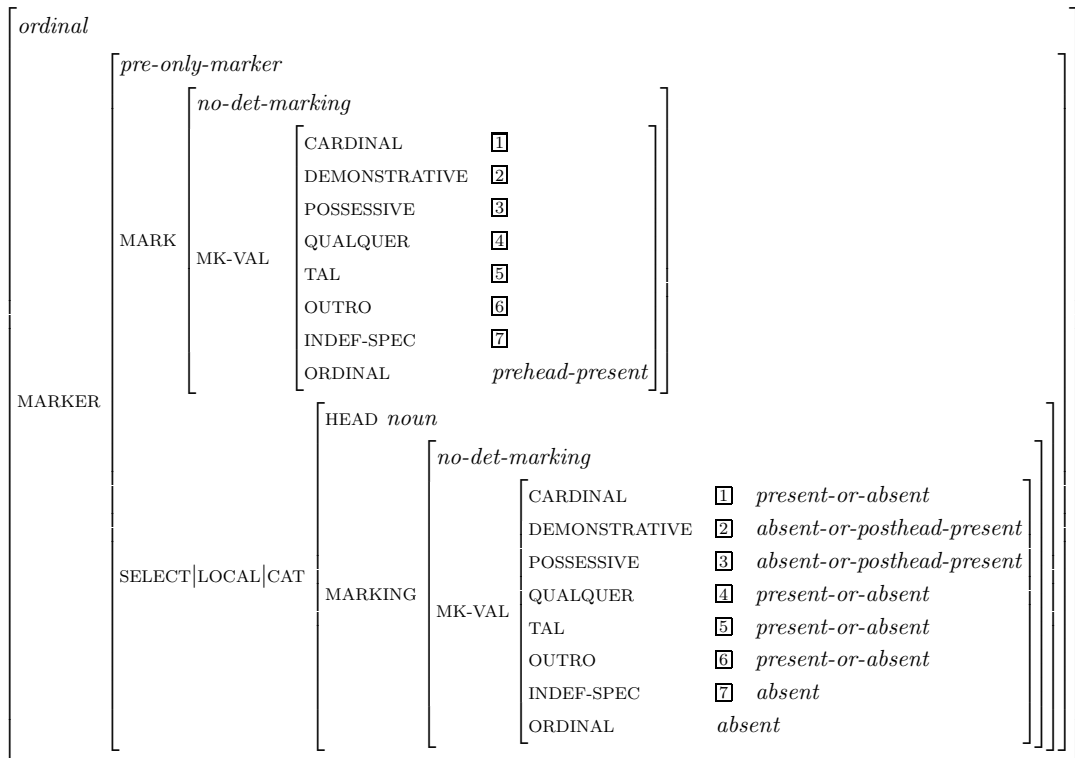 ordinal
pre-only-marker
no-det-marking
CARDINAL 1
DEMONSTRATIVE 2
POSSESSIVE 3
MARK QUALQUER 4
MK-VAL
TAL 5
OUTRO 6
INDEF-SPEC 7
ORDINAL prehead-present
MARKER
HEAD noun
no-det-marking
CARDINAL 1 present-or-absent
DEMONSTRATIVE 2 absent-or-posthead-present
POSSESSIVE 3 absent-or-posthead-present
SELECT|LOCAL|CAT
MARKING QUALQUER 4 present-or-absent
MK-VAL
TAL 5 present-or-absent
OUTRO 6 present-or-absent
INDEF-SPEC 7 absent
ORDINAL absent